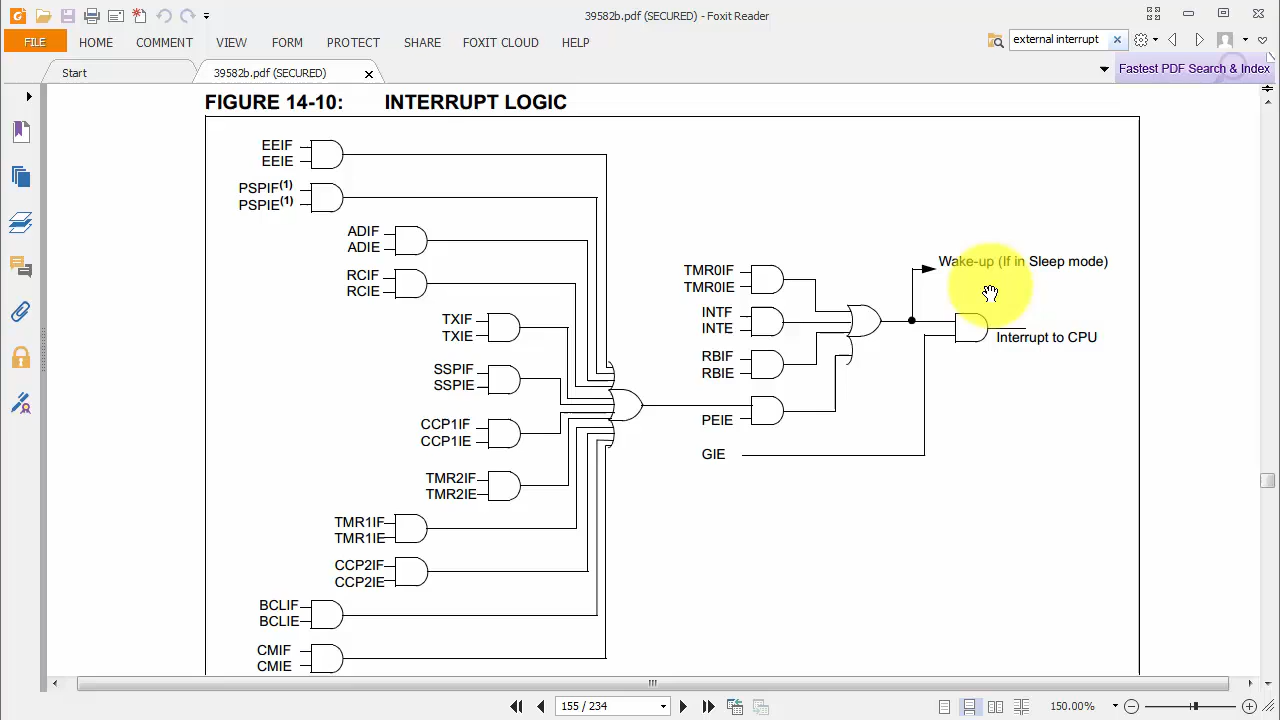 39582b.pdf (SECURED) - Foxit Reader
FILE HOME COMMENT VIEW FORM PROTECT SHARE FOXIT CLOUD HELP
external interrupt
Start
39582b.pdf (SECURED)
Fastest PDF Search & Index
FIGURE 14-10: INTERRUPT LOGIC
EEIF
EEIE
PSPIF(1)
PSPIE(1)
ADIF
ADIE
RCIF
RCIE
TXIF
TXIE
SSPIF
SSPIE
CCP1IF
CCP1IE
TMR2IF
TMR2IE
TMR1IF
TMR1IE
CCP2IF
CCP2IE
BCLIF
BCLIE
CMIF
CMIE
TMR0IF
TMR0IE
INTF
INTE
RBIF
RBIE
PEIE
GIE
Wake-up (If in Sleep mode)
Interrupt to CPU
155 / 234
150.00%